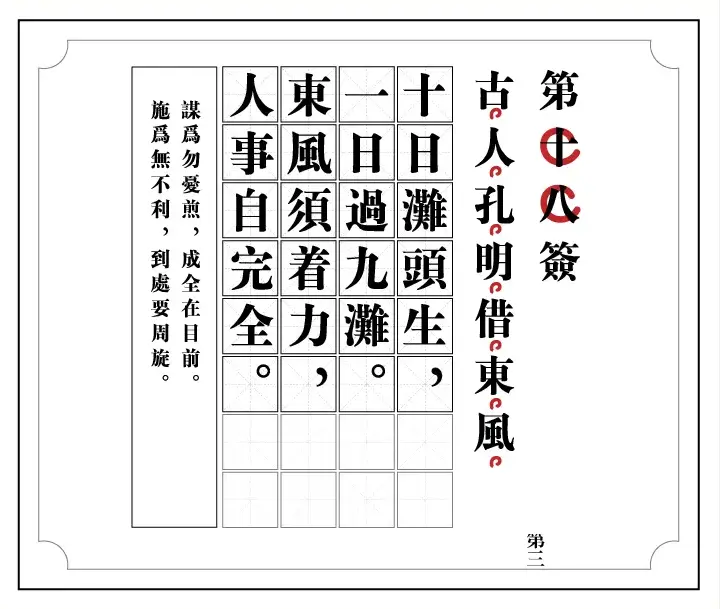 第十八簽
古人孔明借東風
十日灘頭生，
一日過九灘。
東風須着力，
人事自完全。
謀爲勿憂煎，成全在目前。
施爲無不利，到處要周旋。
第三